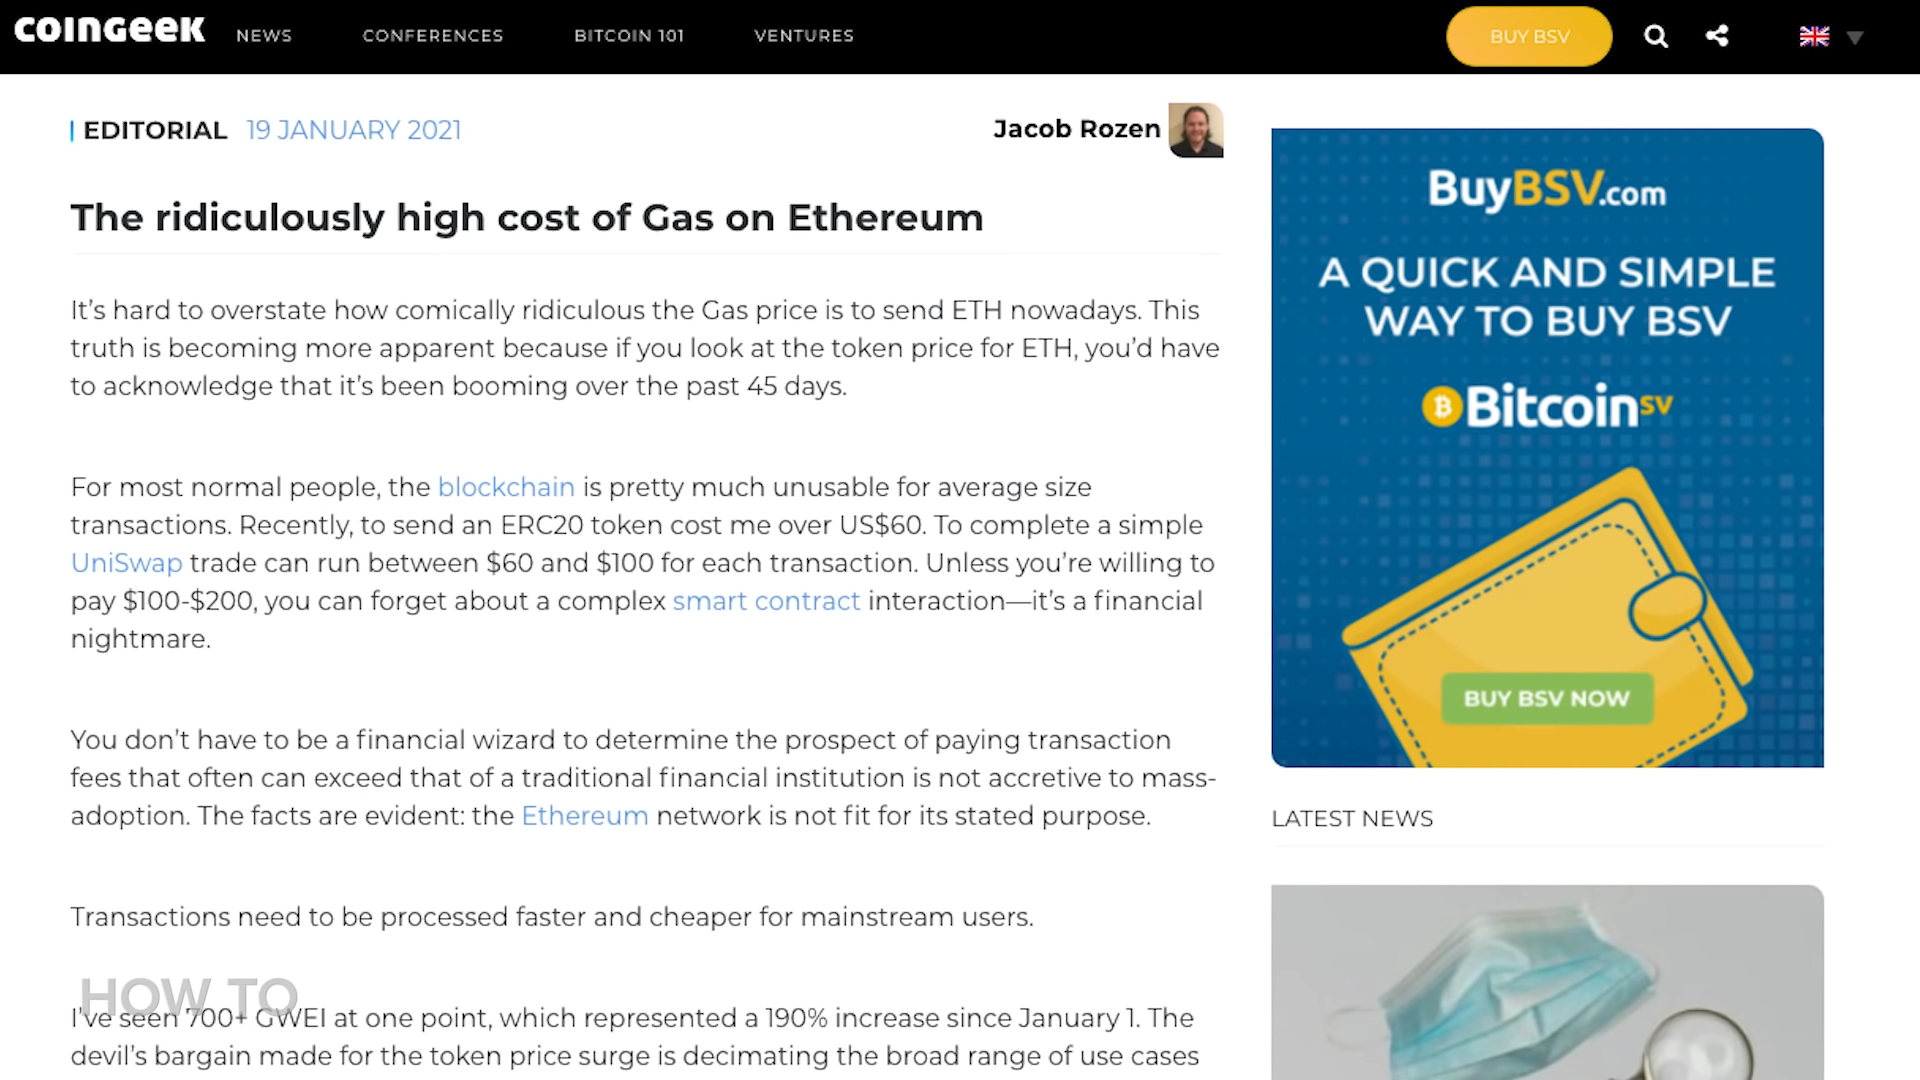 COINGEEK
NEWS
CONFERENCES
BITCOIN 101
VENTURES
BUY BSV
EDITORIAL 19 JANUARY 2021
Jacob Rozen
The ridiculously high cost of Gas on Ethereum
It's hard to overstate how comically ridiculous the Gas price is to send ETH nowadays. This
truth is becoming more apparent because if you look at the token price for ETH, you'd have
to acknowledge that it's been booming over the past 45 days.
For most normal people, the blockchain is pretty much unusable for average size
transactions. Recently, to send an ERC20 token cost me over US$60. To complete a simple
UniSwap trade can run between $60 and $100 for each transaction. Unless you're willing to
pay $100-$200, you can forget about a complex smart contract interaction—it's a financial
nightmare.
You don't have to be a financial wizard to determine the prospect of paying transaction
fees that often can exceed that of a traditional financial institution is not accretive to mass-
adoption. The facts are evident: the Ethereum network is not fit for its stated purpose.
Transactions need to be processed faster and cheaper for mainstream users.
HOW TO
I've seen 700+ GWEI at one point, which represented a 190% increase since January 1. The
devil's bargain made for the token price surge is decimating the broad range of use cases
BuyBSV.com
A QUICK AND SIMPLE
WAY TO BUY BSV
BitcoinSV
BUY BSV NOW
LATEST NEWS